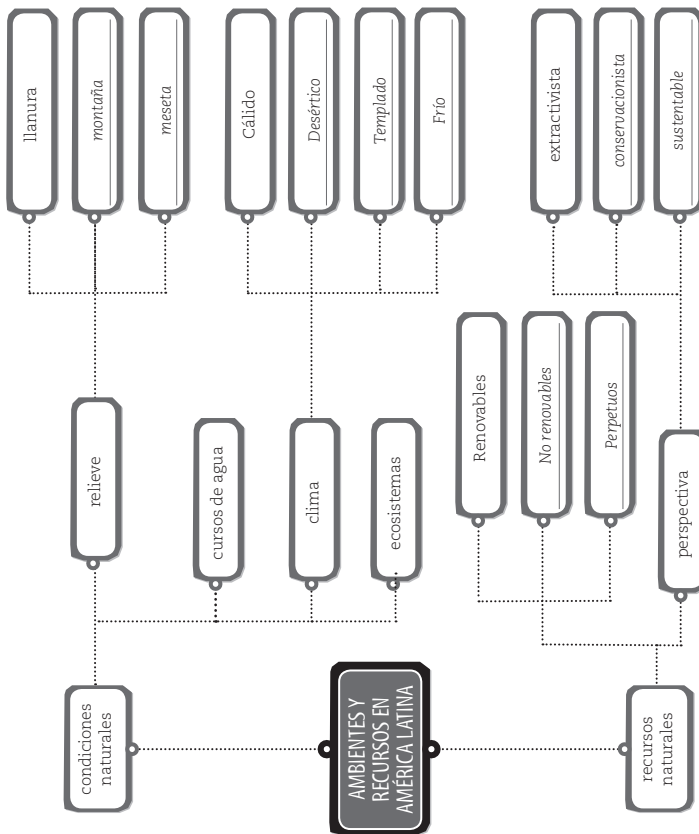 AMBIENTES Y
RECURSOS EN
AMÉRICA LATINA
condiciones
naturales
relieve
llanura
montaña
meseta
cursos de agua
clima
Cálido
Desértico
Templado
Frío
ecosistemas
recursos
naturales
Renovables
No renovables
Perpetuos
perspectiva
extractivista
conservacionista
sustentable